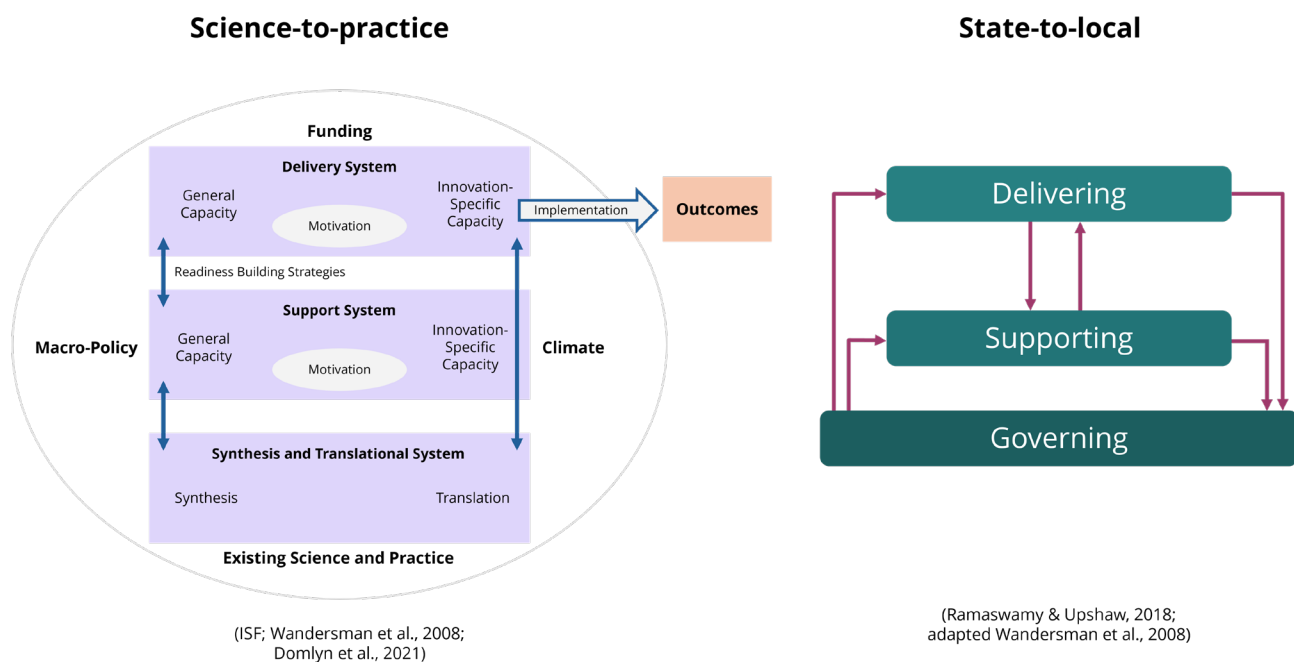 Science-to-practice
Funding
Delivery System
General
Capacity
Motivation
Innovation-
Specific
Capacity
Implementation
Outcomes
Readiness Building Strategies
Support System
General
Capacity
Motivation
Innovation-
Specific
Capacity
Macro-Policy
Climate
Synthesis and Translational System
Synthesis
Translation
Existing Science and Practice
(ISF; Wandersman et al., 2008;
Domlyn et al., 2021)
State-to-local
Delivering
Supporting
Governing
(Ramaswamy & Upshaw, 2018;
adapted Wandersman et al., 2008)